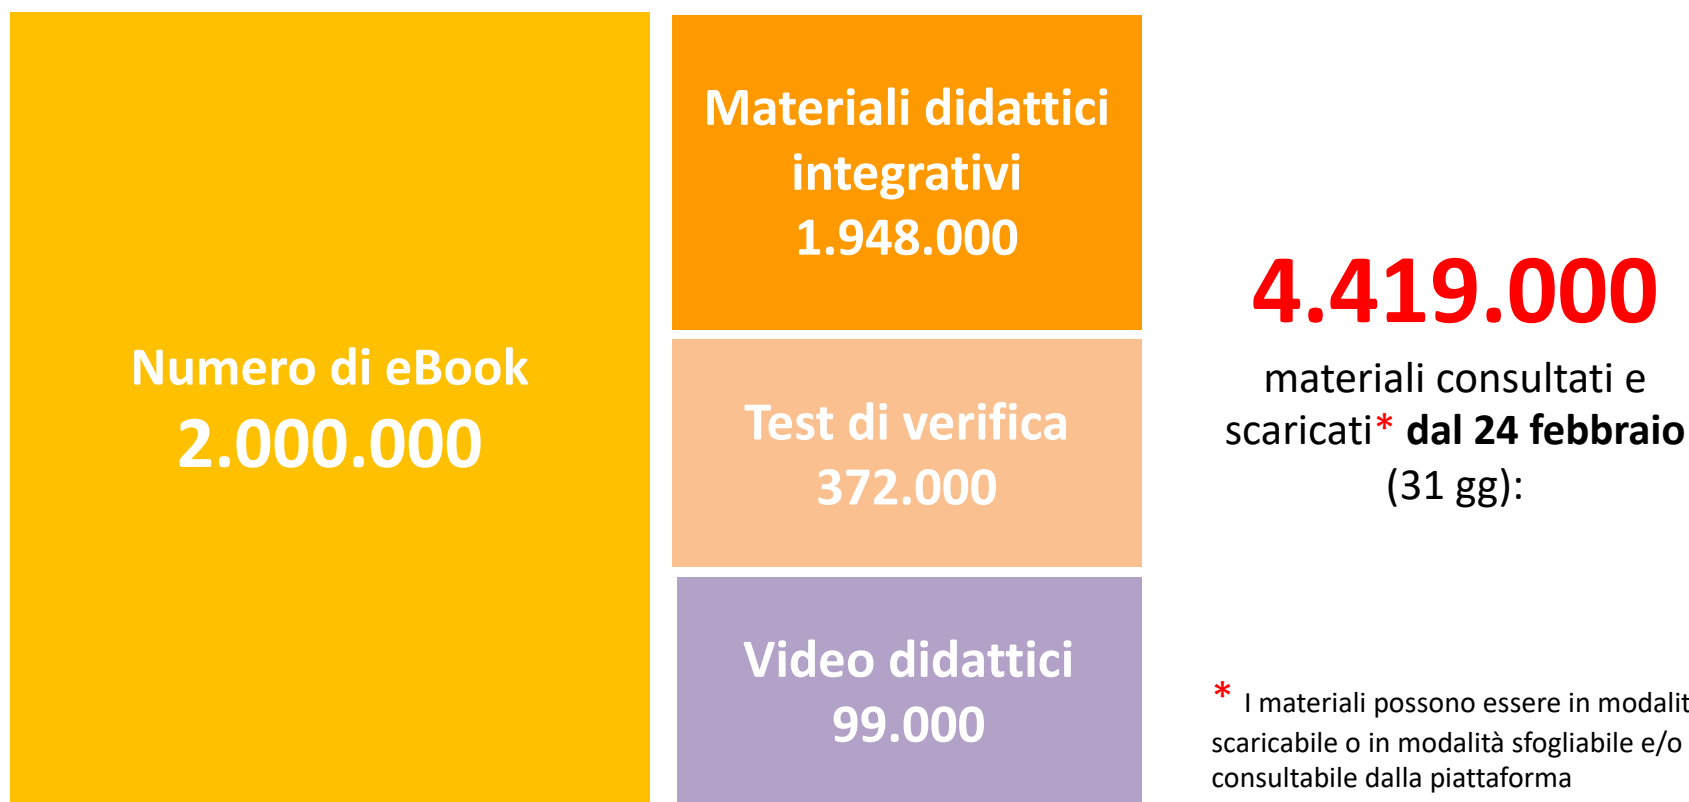 Numero di eBook
2.000.000
Materiali didattici
integrativi
1.948.000
Test di verifica
372.000
Video didattici
99.000
4.419.000
materiali consultati e
scaricati* dal 24 febbraio
(31 gg):
* I materiali possono essere in modalit
scaricabile o in modalità sfogliabile e/o
consultabile dalla piattaforma